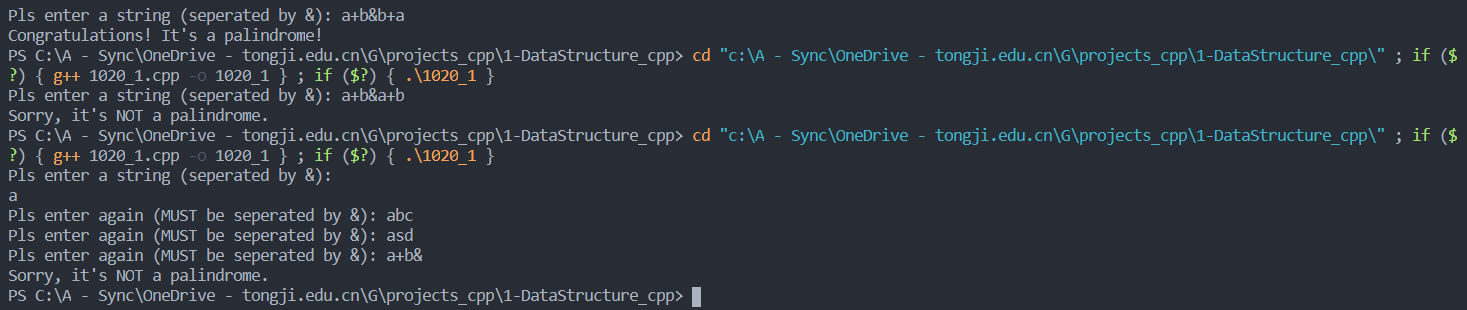 Pls enter a string (seperated by &): a+b&b+a
Congratulations! It's a palindrome!
PS C:\A - Sync\OneDrive - tongji.edu.cn\G\projects_cpp\1-DataStructure_cpp> cd "c:\A - Sync\OneDrive - tongji.edu.cn\G\projects_cpp\1-DataStructure_cpp\" ; if ($
?) { g++ 1020_1.cpp -o 1020_1 } ; if ($?) { .\1020_1 }
Pls enter a string (seperated by &): a+b&a+b
Sorry, it's NOT a palindrome.
PS C:\A - Sync\OneDrive - tongji.edu.cn\G\projects_cpp\1-DataStructure_cpp> cd "c:\A - Sync\OneDrive - tongji.edu.cn\G\projects_cpp\1-DataStructure_cpp\" ; if ($
?) { g++ 1020_1.cpp -o 1020_1 } ; if ($?) { .\1020_1 }
Pls enter a string (seperated by &):
a
Pls enter again (MUST be seperated by &): abc
Pls enter again (MUST be seperated by &): asd
Pls enter again (MUST be seperated by &): a+b&
Sorry, it's NOT a palindrome.
PS C:\A - Sync\OneDrive - tongji.edu.cn\G\projects_cpp\1-DataStructure_cpp>